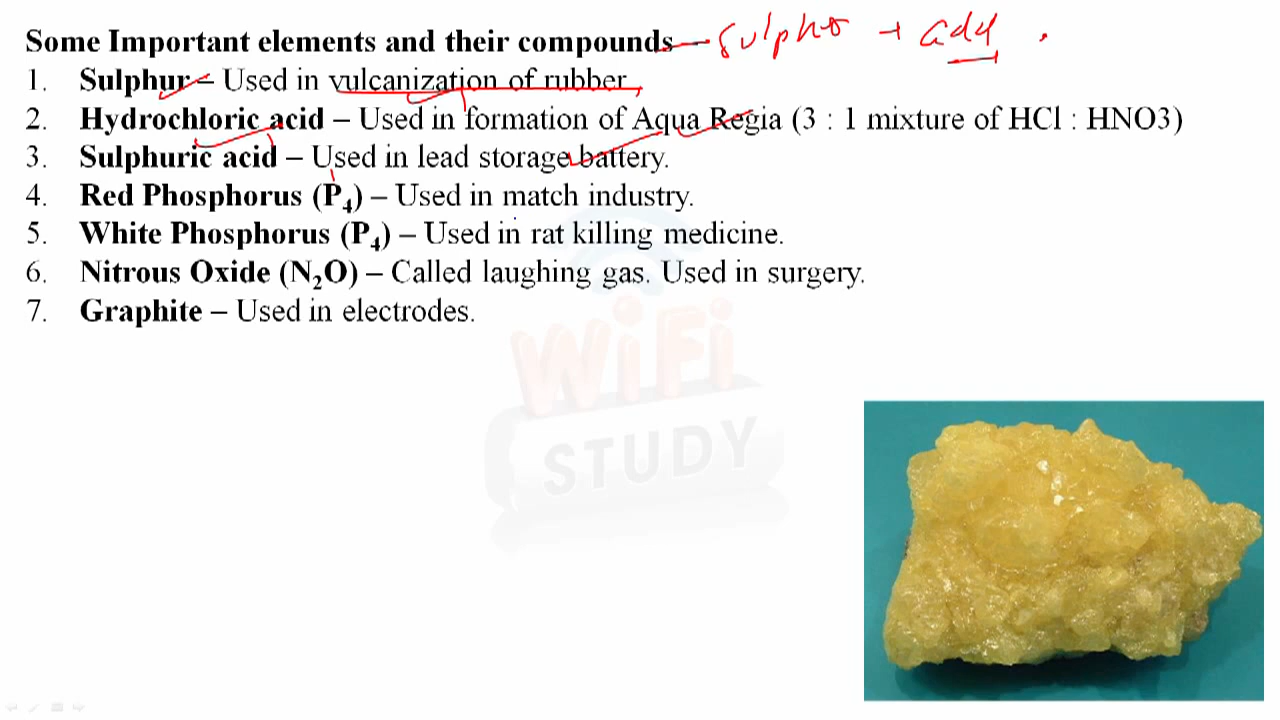 Some Important elements and their compounds – Sulphur → add
1. Sulphur – Used in vulcanization of rubber
2. Hydrochloric acid – Used in formation of Aqua Regia (3 : 1 mixture of HCl : HNO3)
3. Sulphuric acid – Used in lead storage battery.
4. Red Phosphorus (P₄) – Used in match industry.
5. White Phosphorus (P₄) – Used in rat killing medicine.
6. Nitrous Oxide (N₂O) – Called laughing gas. Used in surgery.
7. Graphite – Used in electrodes.
WiFi
STUDY